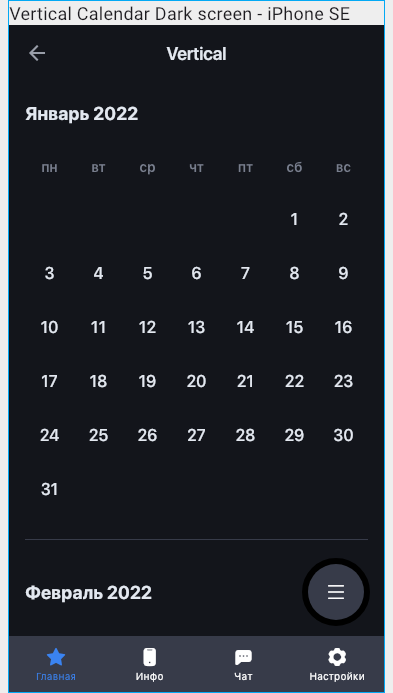 Vertical Calendar Dark screen - iPhone SE
Vertical
Январь 2022
пн вт ср чт пт сб вс
1 2
3 4 5 6 7 8 9
10 11 12 13 14 15 16
17 18 19 20 21 22 23
24 25 26 27 28 29 30
31
Февраль 2022
Главная Инфо Чат Настройки